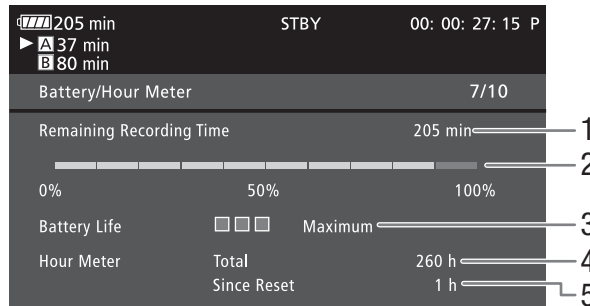 205 min STBY 00: 00: 27: 15 P
A 37 min
B 80 min
Battery/Hour Meter 7/10
Remaining Recording Time 205 min 1
2
0% 50% 100%
Battery Life Maximum 3
Hour Meter Total 260 h 4
Since Reset 1 h 5